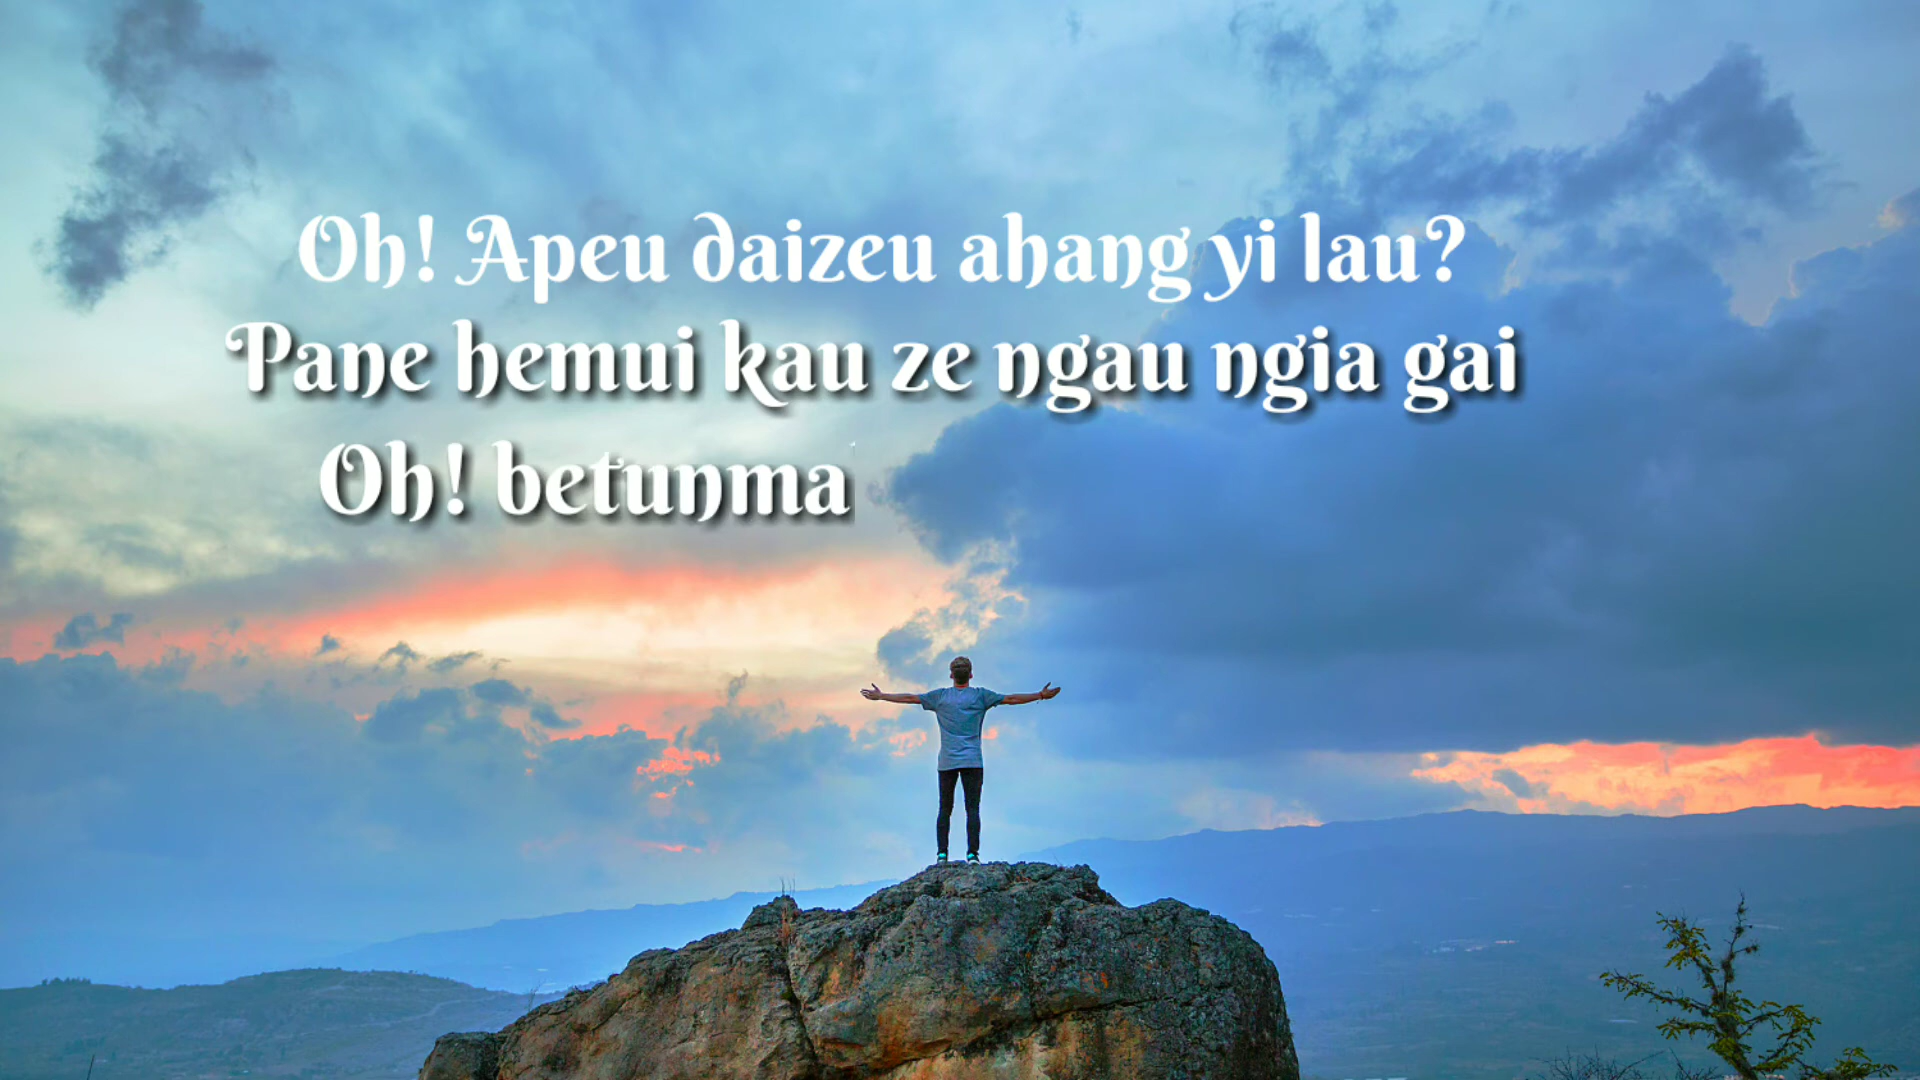 Oh! Apeu daizeu ahang yi lau?
Pane hemui kau ze ngau ngia gai
Oh! betunma